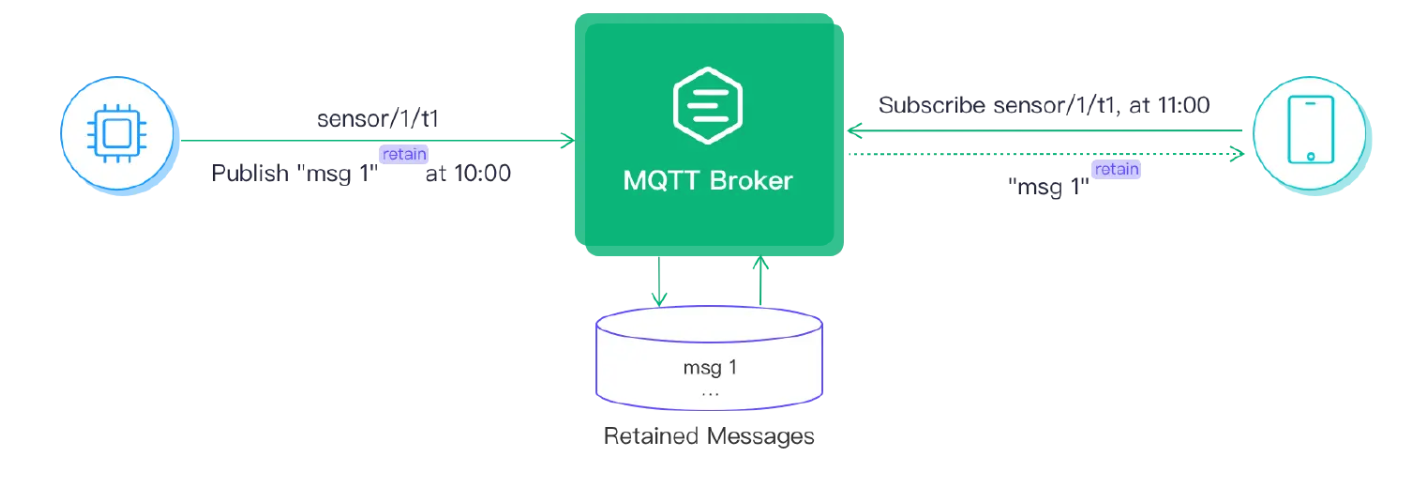 sensor/1/t1
Publish "msg 1" retain at 10:00
MQTT Broker
Subscribe sensor/1/t1, at 11:00
"msg 1" retain
msg 1
...
Retained Messages